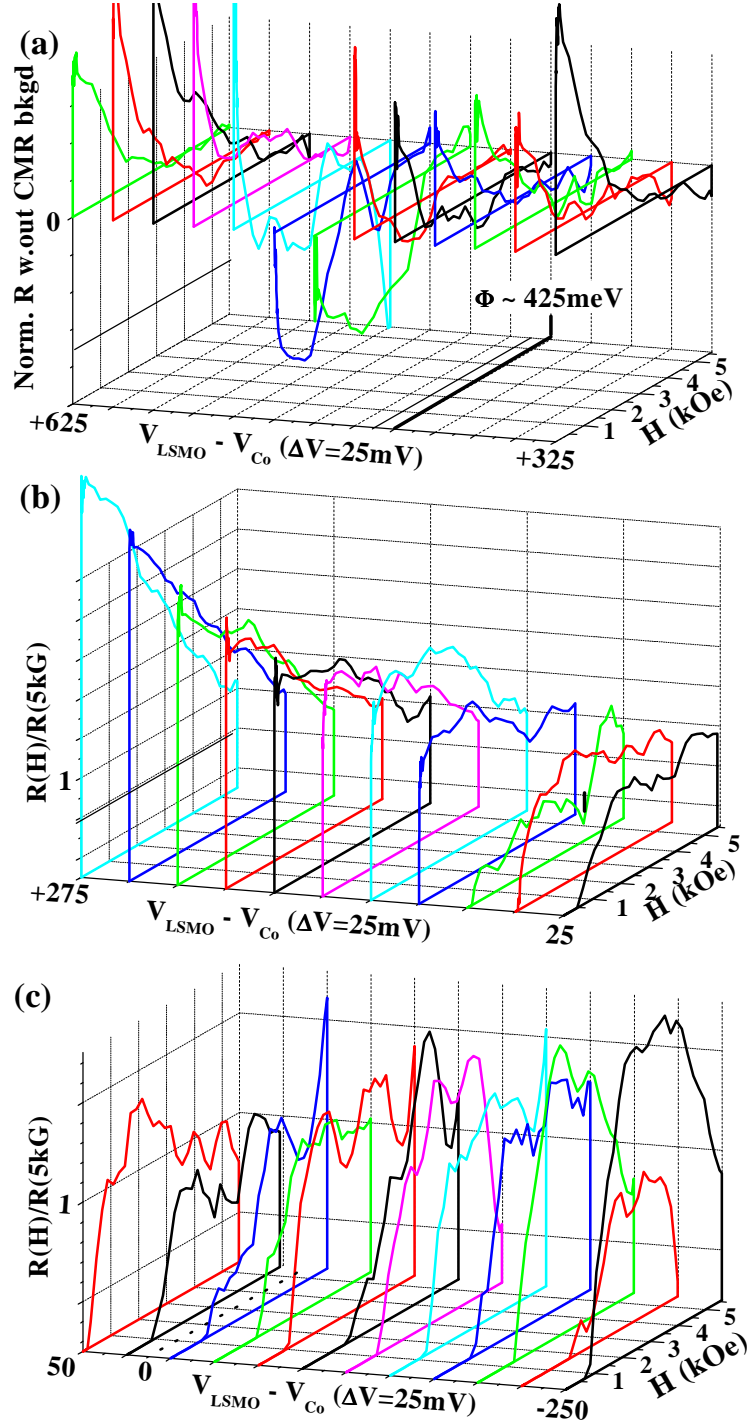 (a)
Norm. R w.out CMR bkgd
0
Φ ~ 425meV
+625
V_LSMO - V_Co (ΔV=25mV)
+325
1 2 3 4 5
H (kOe)
(b)
R(H)/R(5kG)
1
+275
V_LSMO - V_Co (ΔV=25mV)
25
1 2 3 4 5
H (kOe)
(c)
R(H)/R(5kG)
1
50
0
V_LSMO - V_Co (ΔV=25mV)
-250
1 2 3 4 5
H (kOe)